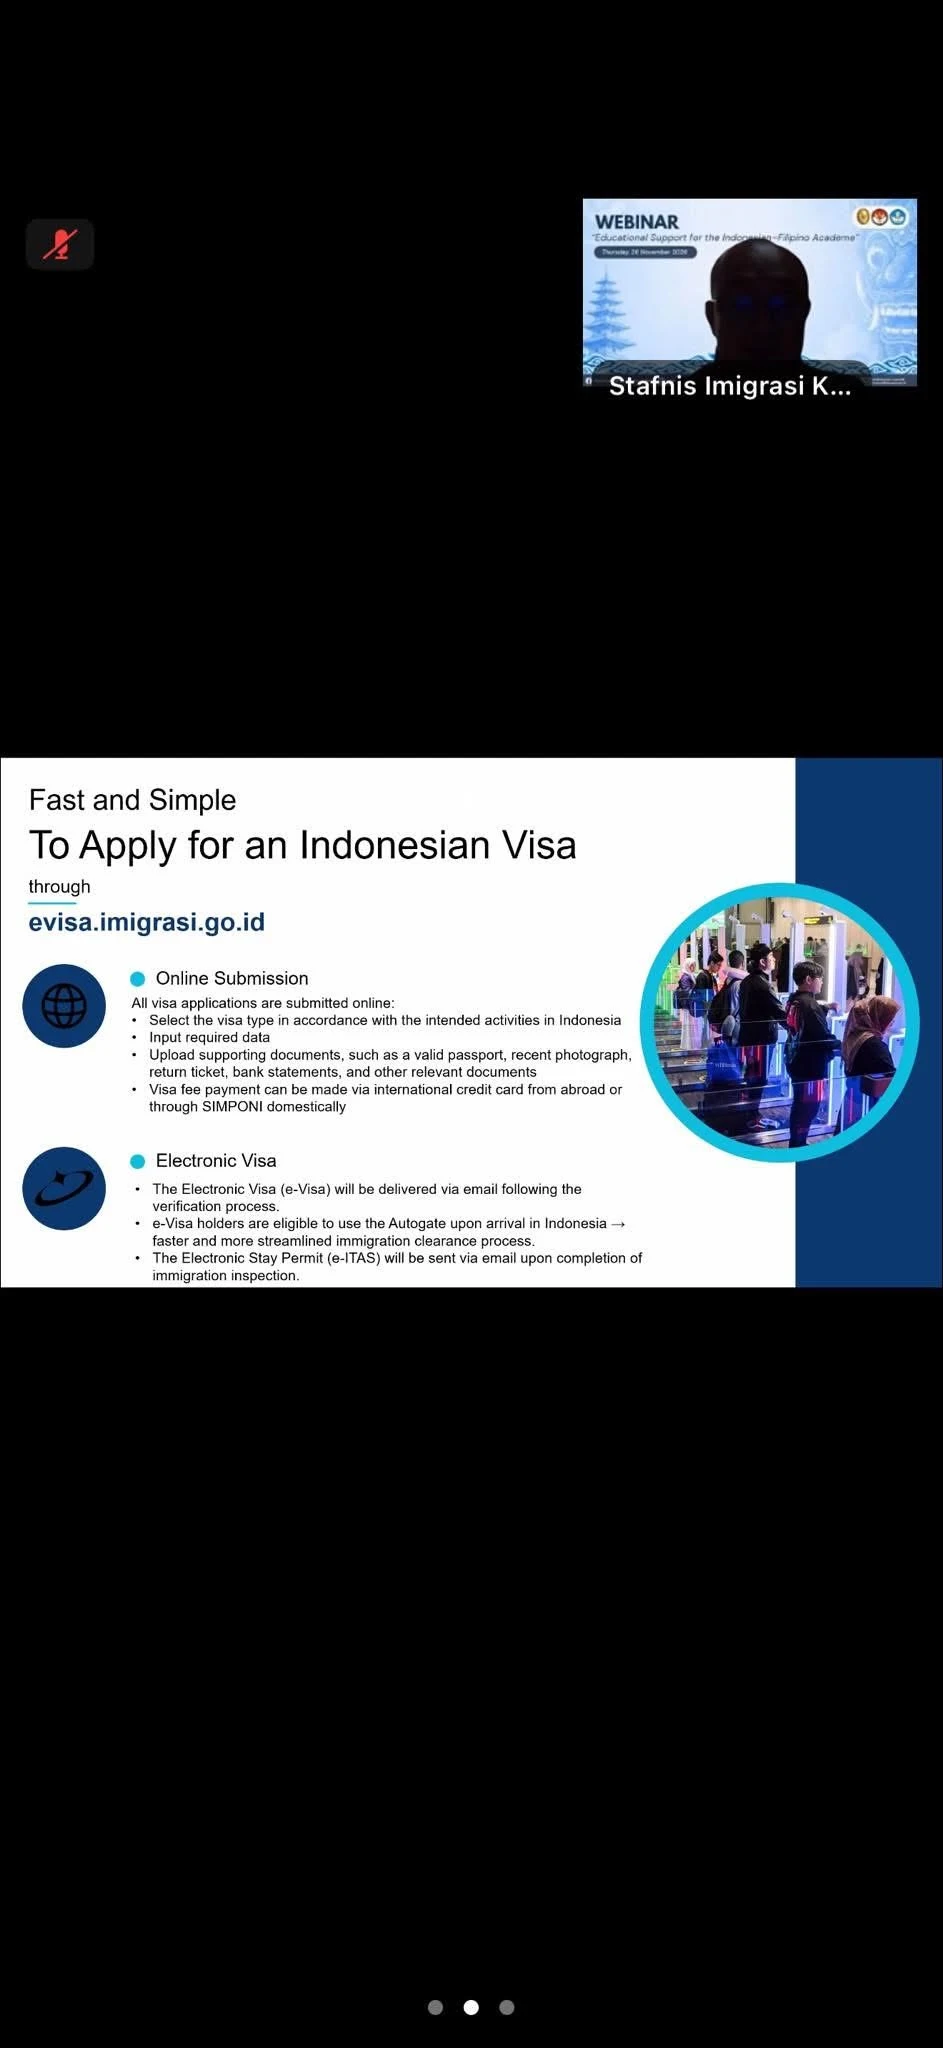 WEBINAR
"Educational Support for the Indonesian-Filipino Academe"
Thursday 26 November 2026
Stafnis Imigrasi K...
Fast and Simple
To Apply for an Indonesian Visa
through
evisa.imigrasi.go.id
Online Submission
All visa applications are submitted online:
• Select the visa type in accordance with the intended activities in Indonesia
• Input required data
• Upload supporting documents, such as a valid passport, recent photograph,
return ticket, bank statements, and other relevant documents
• Visa fee payment can be made via international credit card from abroad or
through SIMPONI domestically
Electronic Visa
• The Electronic Visa (e-Visa) will be delivered via email following the
verification process.
• e-Visa holders are eligible to use the Autogate upon arrival in Indonesia →
faster and more streamlined immigration clearance process.
• The Electronic Stay Permit (e-ITAS) will be sent via email upon completion of
immigration inspection.